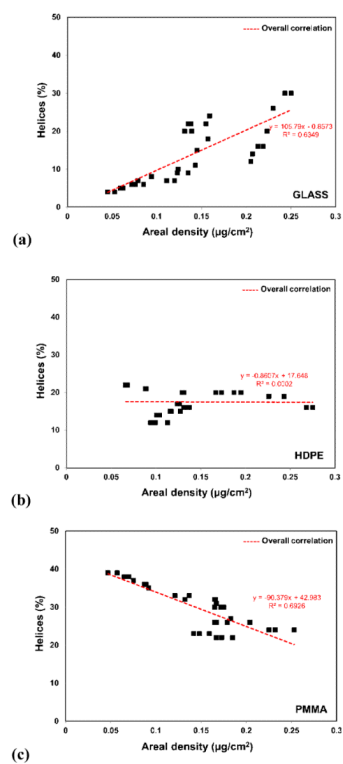 50
40
30
20
10
0
Helices (%)
Overall correlation
y = 105.79x - 0.8573
R² = 0.6349
GLASS
0 0.05 0.1 0.15 0.2 0.25 0.3
Areal density (µg/cm²)
(a)
50
40
30
20
10
0
Helices (%)
Overall correlation
y = -0.8607x + 17.648
R² = 0.0002
HDPE
0 0.05 0.1 0.15 0.2 0.25 0.3
Areal density (µg/cm²)
(b)
50
40
30
20
10
0
Helices (%)
Overall correlation
y = -90.379x + 42.983
R² = 0.6926
PMMA
0 0.05 0.1 0.15 0.2 0.25 0.3
Areal density (µg/cm²)
(c)